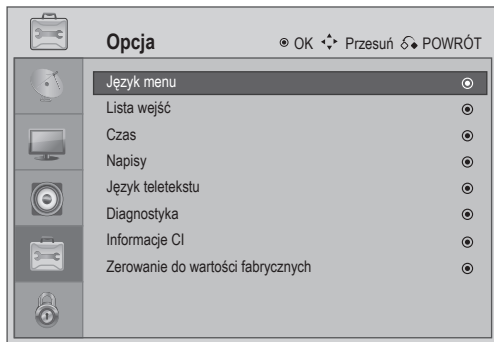 Opcja
OK Przesuń POWRÓT
Język menu
Lista wejść
Czas
Napisy
Język teletekstu
Diagnostyka
Informacje CI
Zerowanie do wartości fabrycznych